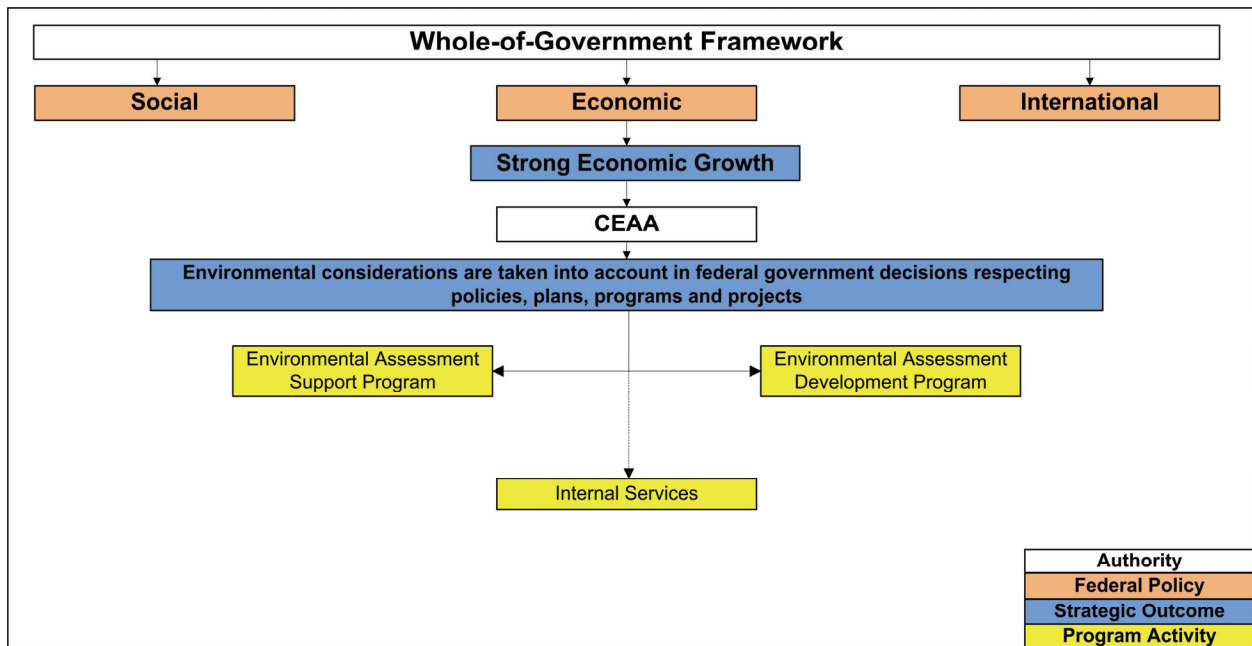 Whole-of-Government Framework
Social
Economic
International
Strong Economic Growth
CEAA
Environmental considerations are taken into account in federal government decisions respecting
policies, plans, programs and projects
Environmental Assessment
Support Program
Environmental Assessment
Development Program
Internal Services
Authority
Federal Policy
Strategic Outcome
Program Activity